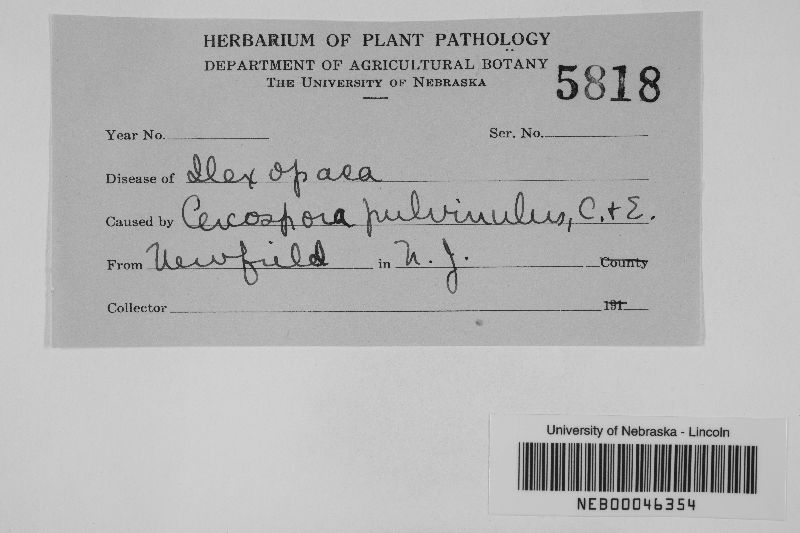 HERBARIUM OF PLANT PATHOLOGY
DEPARTMENT OF AGRICULTURAL BOTANY
THE UNIVERSITY OF NEBRASKA
5818
Year No. Ser. No.
Disease of Ilex opaca
Caused by Cercospora pulvinulus, C. & E.
From Newfield in N. J. County
Collector 191
University of Nebraska - Lincoln
NEB00046354